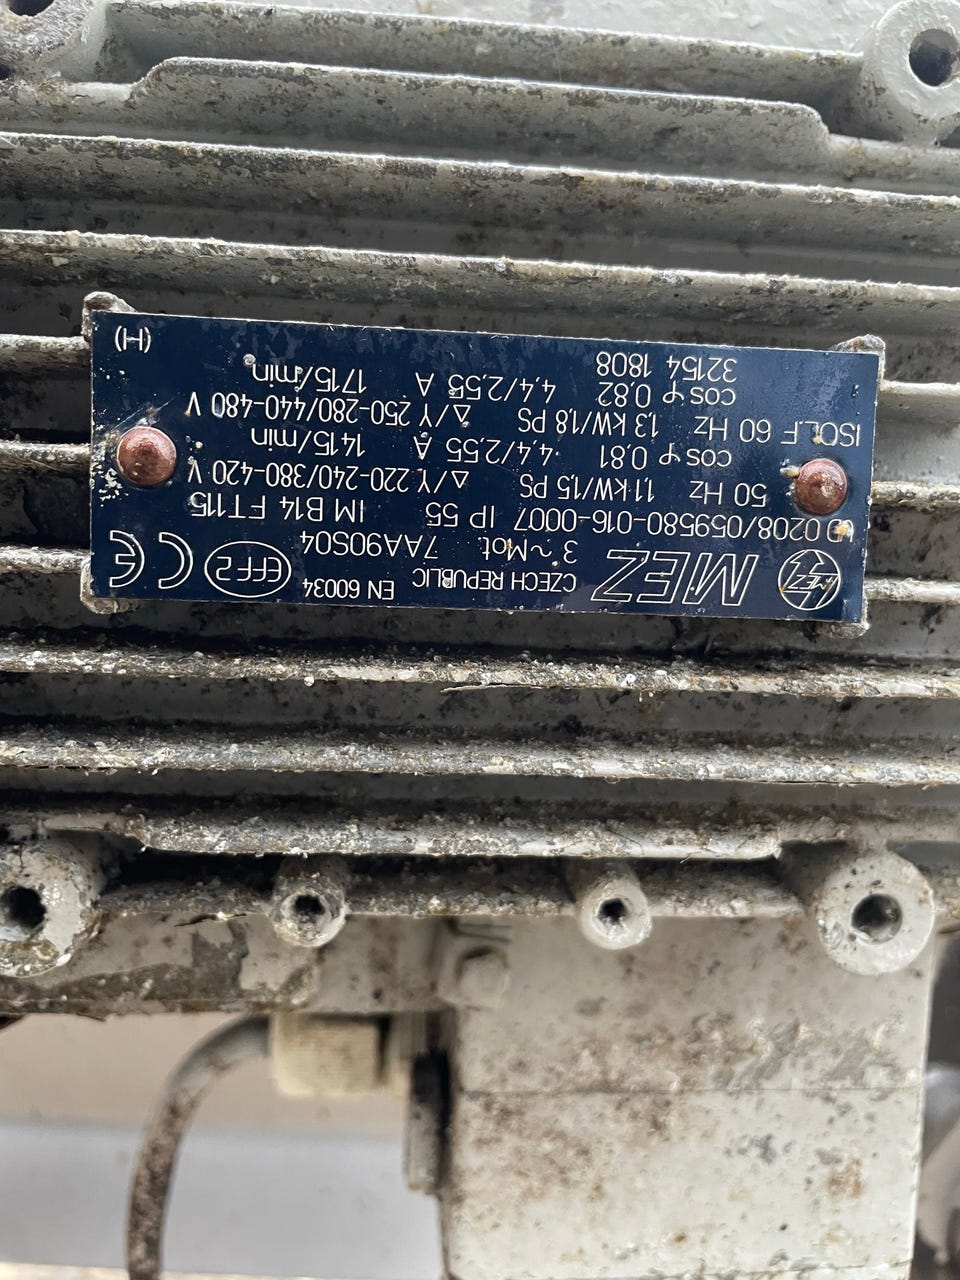 MEZ CZECH REPUBLIC EN 60034 EFF2 CE
3~Mot. 7AA90S04
0208/059580-016-0007 IP 55 IM B14 FT115
50 Hz 1,1 kW/1,5 PS Δ/Y 220-240/380-420 V
cos φ 0.81 4,4/2,55 A 1415/min
ISO F 60 Hz 1,3 kW/1,8 PS Δ/Y 250-280/440-480 V
cos φ 0,82 4,4/2,55 A 1715/min
32154 1808
(H)